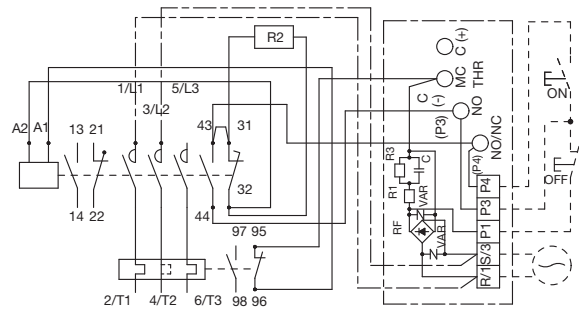 R2
C (+)
MC
THR
C
(-)
NO
(P3)
NO/NC
(P4)
ON
OFF
1/L1
5/L3
3/L2
43
31
A2
A1
13
21
14
22
44
32
97
95
98
96
2/T1
4/T2
6/T3
R3
C
R1
VAR
RF
VAR
P4
P3
P1
S/3
R/1